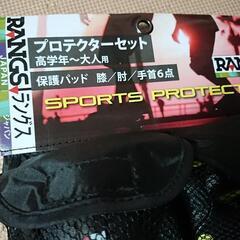 RANGS
ラングス
JAPAN
ジャパン
プロテクターセット
高学年～大人用
保護パッド 膝／肘／手首6点
SPORTS PROTECT
RAN